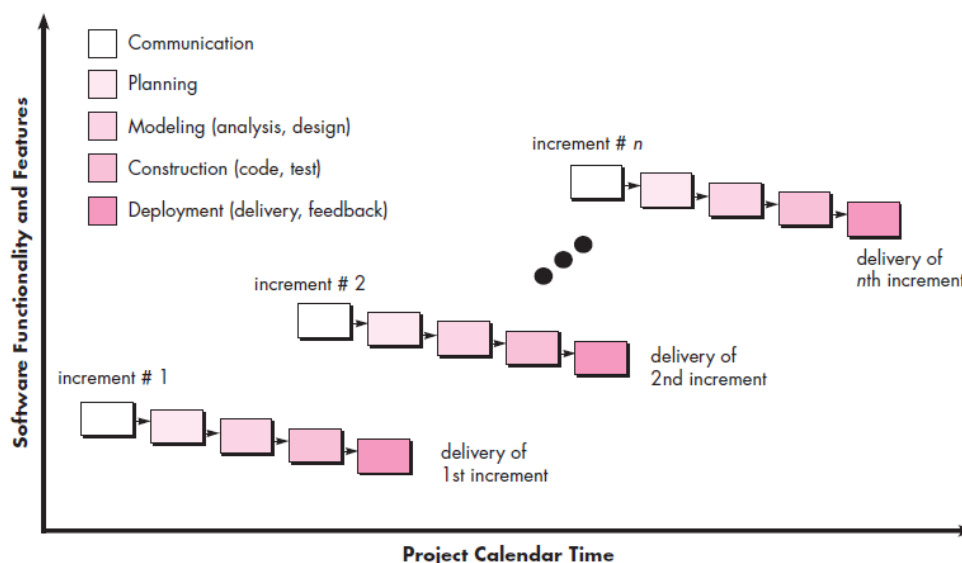 Communication
Planning
Modeling (analysis, design)
Construction (code, test)
Deployment (delivery, feedback)
increment # n
delivery of
nth increment
increment # 2
delivery of
2nd increment
increment # 1
delivery of
1st increment
Software Functionality and Features
Project Calendar Time